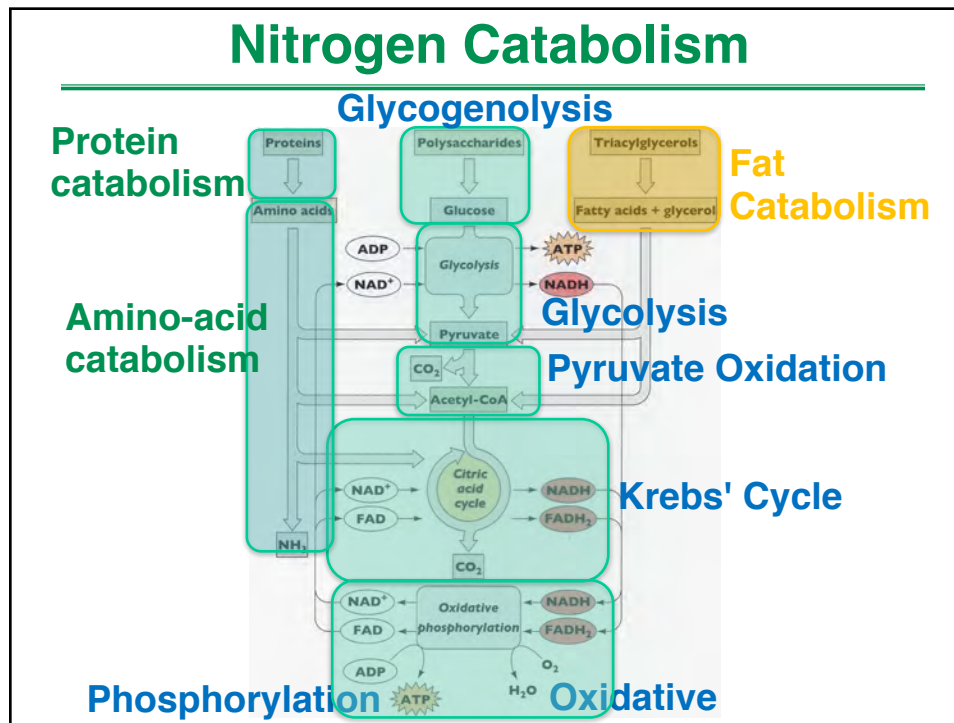 Nitrogen Catabolism
Glycogenolysis
Protein
catabolism
Proteins
Polysaccharides
Triacylglycerols
Fat
Catabolism
Amino acids
Glucose
Fatty acids + glycerol
ADP
ATP
Glycolysis
NAD⁺
NADH
Glycolysis
Amino-acid
catabolism
Pyruvate
CO₂
Pyruvate Oxidation
Acetyl-CoA
Citric
acid
cycle
NAD⁺
NADH
Krebs' Cycle
FAD
FADH₂
NH₃
CO₂
NAD⁺
Oxidative
phosphorylation
NADH
FAD
FADH₂
ADP
O₂
H₂O
Phosphorylation
ATP
Oxidative